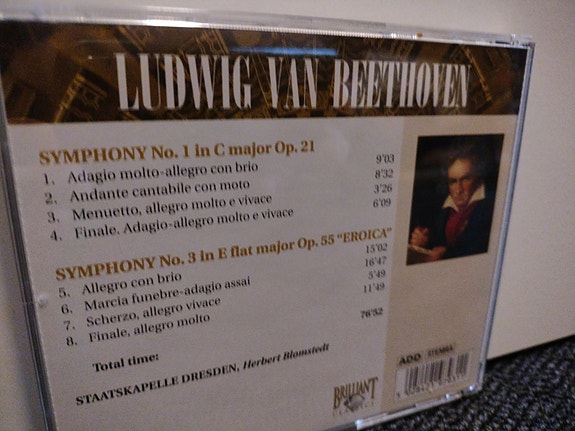 LUDWIG VAN BEETHOVEN
SYMPHONY No. 1 in C major Op. 21
1. Adagio molto-allegro con brio 9'03
2. Andante cantabile con moto 8'32
3. Menuetto, allegro molto e vivace 3'26
4. Finale, Adagio-allegro molto e vivace 6'09
SYMPHONY No. 3 in E flat major Op. 55 "EROICA"
5. Allegro con brio 15'02
6. Marcia funebre-adagio assai 16'47
7. Scherzo, allegro vivace 5'49
8. Finale, allegro molto 11'49
Total time: 76'52
STAATSKAPELLE DRESDEN, Herbert Blomstedt
ADD STEMRA
BRILLIANT
CLASSICS